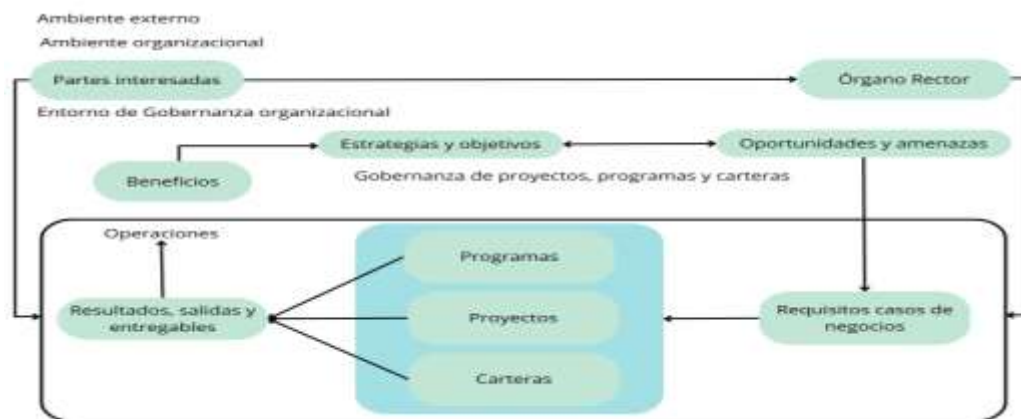 Ambiente externo
Ambiente organizacional
Partes interesadas
Órgano Rector
Entorno de Gobernanza organizacional
Estrategias y objetivos
Oportunidades y amenazas
Beneficios
Gobernanza de proyectos, programas y carteras
Operaciones
Programas
Resultados, salidas y
entregables
Proyectos
Requisitos casos de
negocios
Carteras